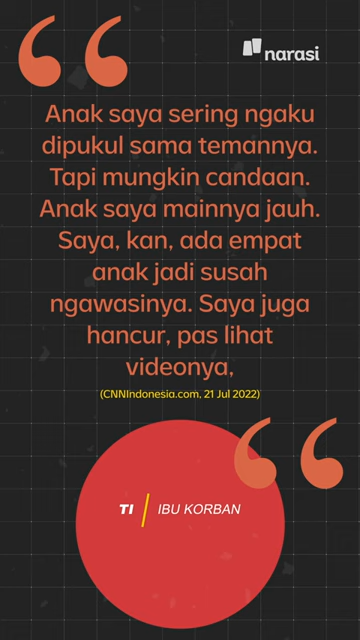 narasi
Anak saya sering ngaku
dipukul sama temannya.
Tapi mungkin candaan.
Anak saya mainnya jauh.
Saya, kan, ada empat
anak jadi susah
ngawasinya. Saya juga
hancur, pas lihat
videonya,
(CNNIndonesia.com, 21 Jul 2022)
TI / IBU KORBAN